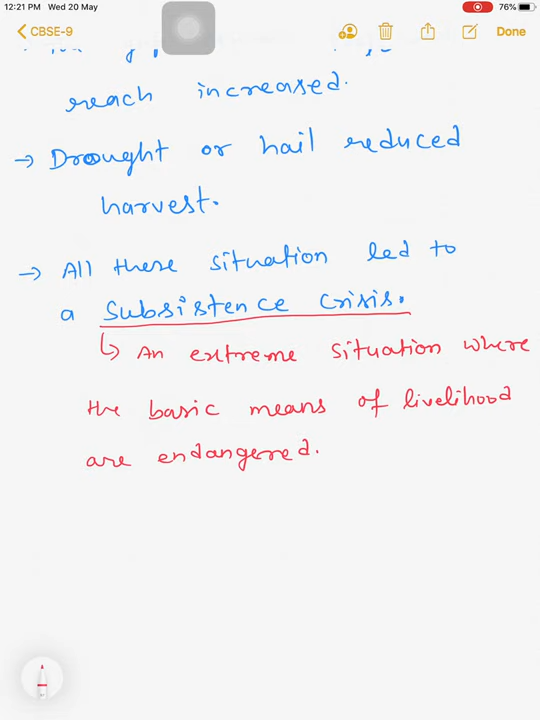 12:21 PM Wed 20 May
76%
CBSE-9
Done
reach increased.
→ Drought or hail reduced
harvest.
→ All these situation led to
a Subsistence Crisis.
↳ An extreme situation where
the basic means of livelihood
are endangered.